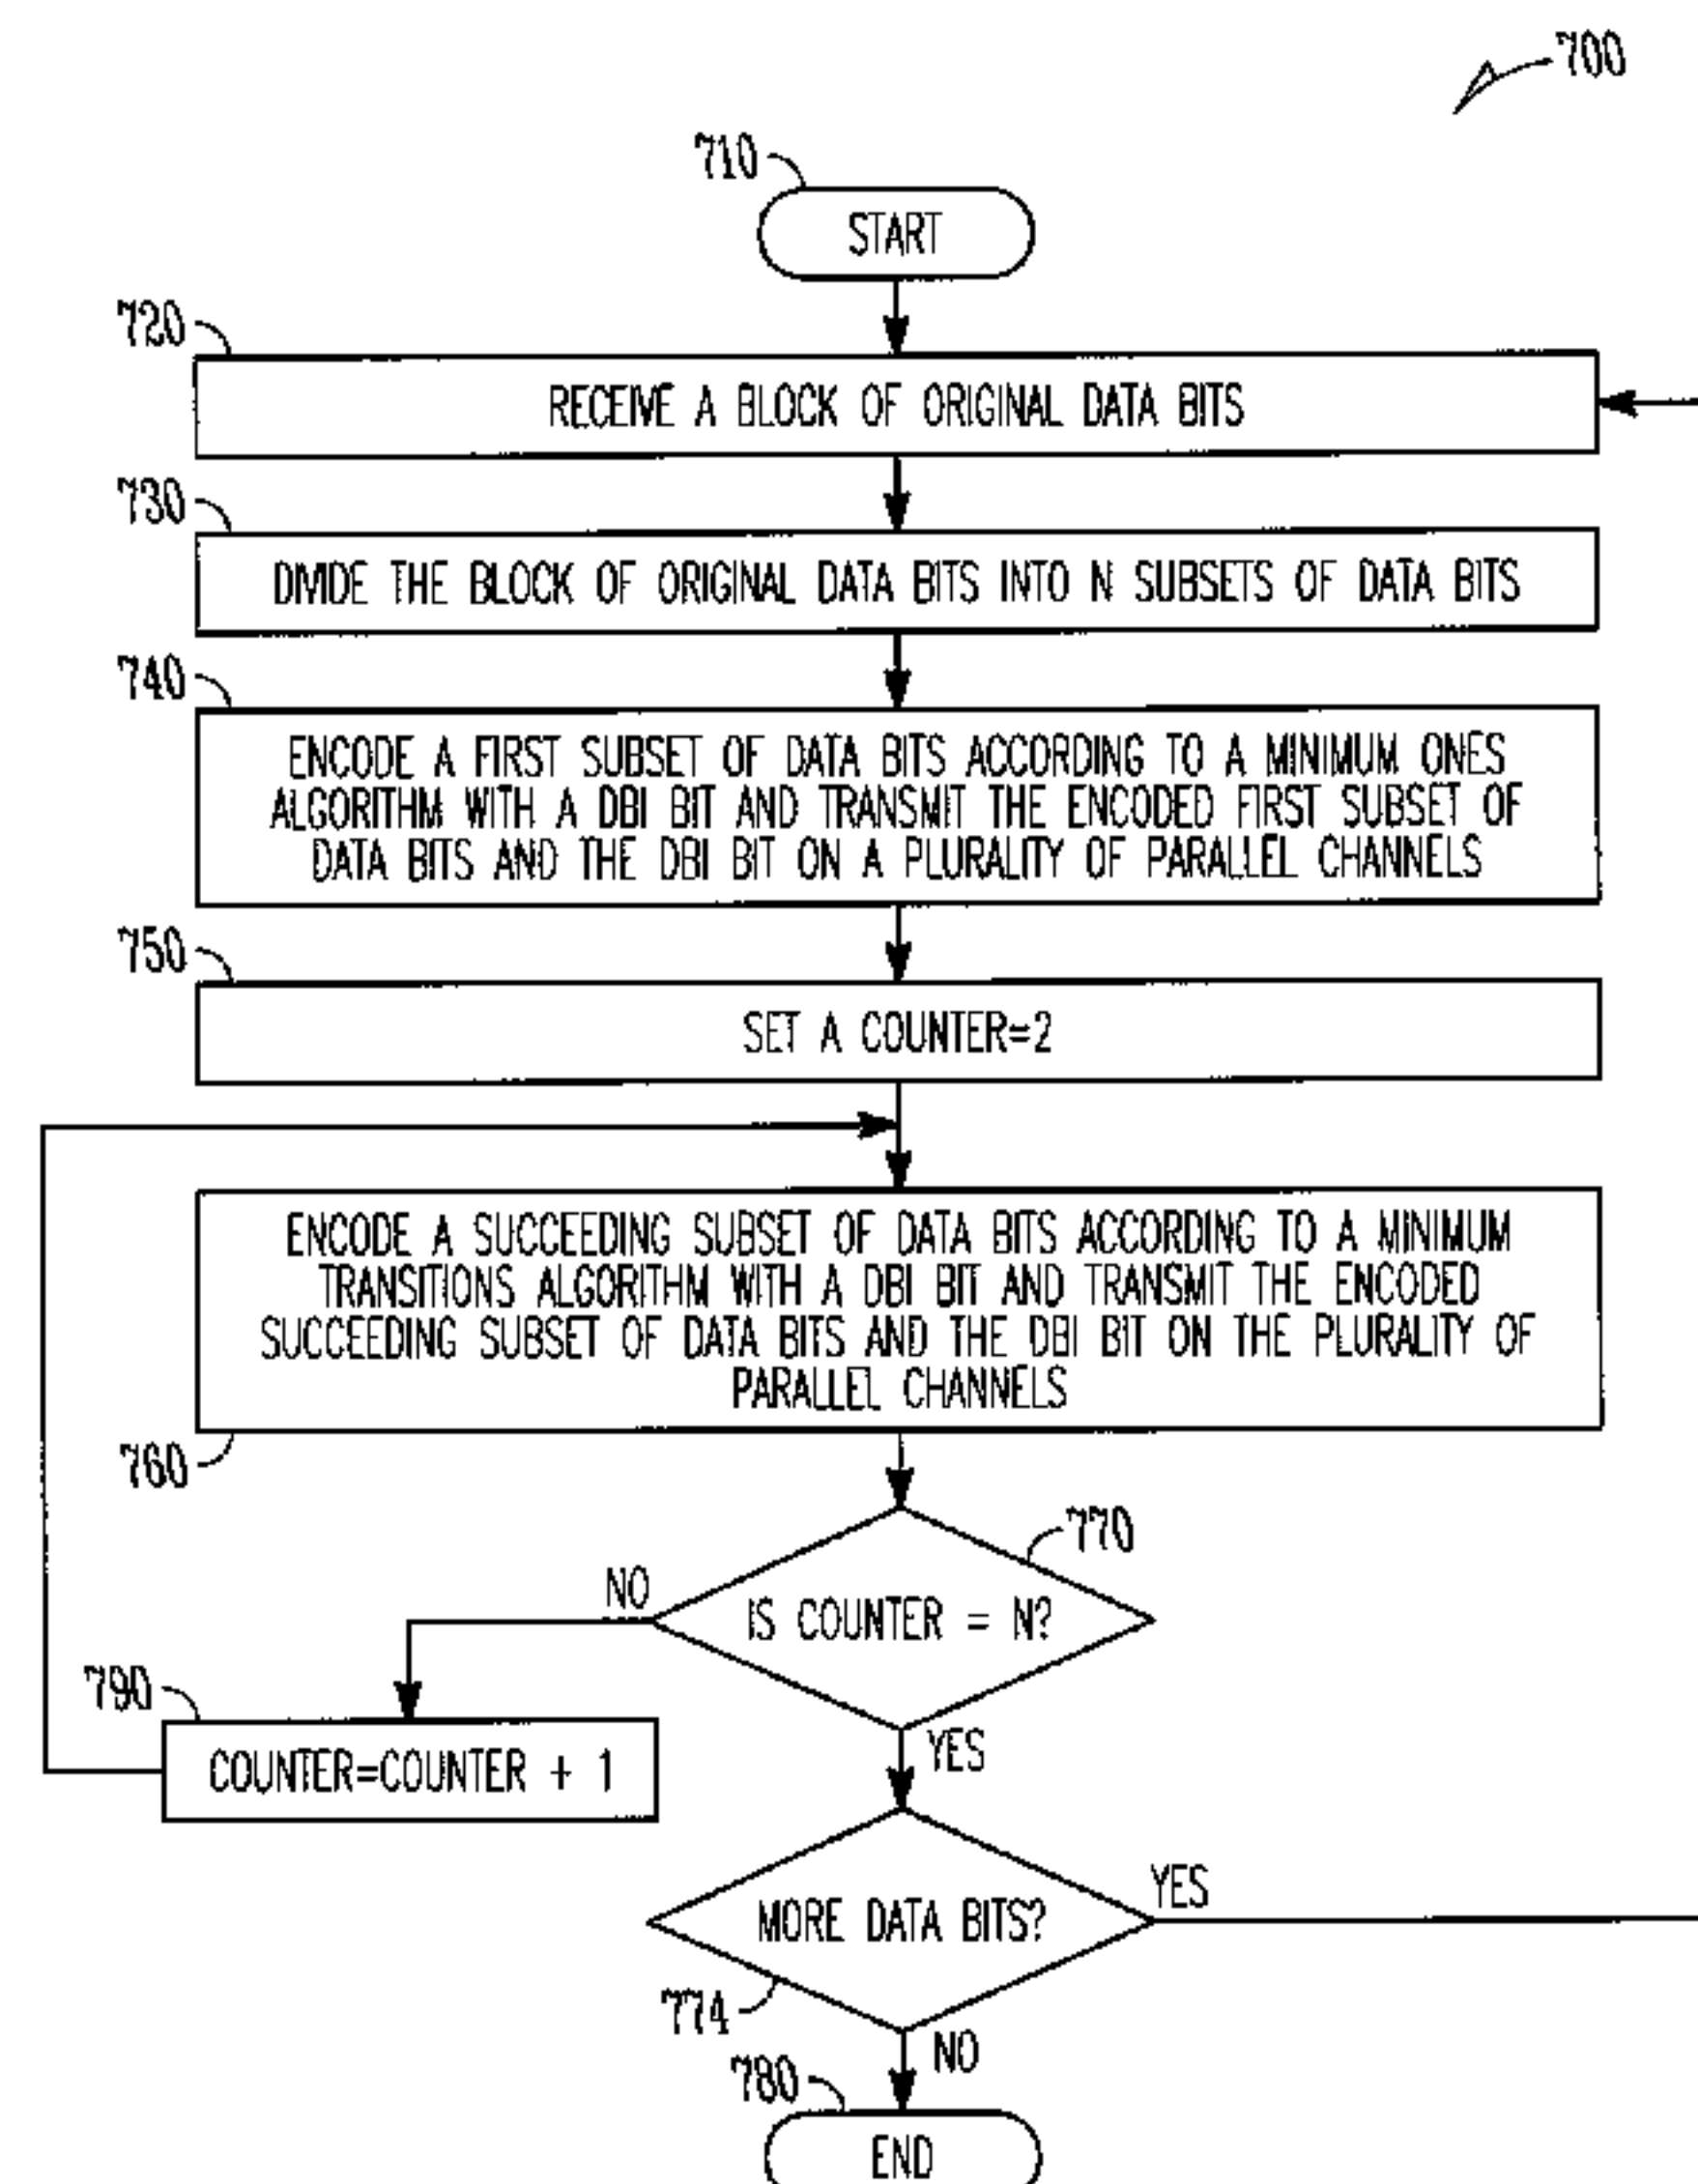 700
710
START
720
RECEIVE A BLOCK OF ORIGINAL DATA BITS
730
DIVIDE THE BLOCK OF ORIGINAL DATA BITS INTO N SUBSETS OF DATA BITS
740
ENCODE A FIRST SUBSET OF DATA BITS ACCORDING TO A MINIMUM ONES
ALGORITHM WITH A DBI BIT AND TRANSMIT THE ENCODED FIRST SUBSET OF
DATA BITS AND THE DBI BIT ON A PLURALITY OF PARALLEL CHANNELS
750
SET A COUNTER=2
ENCODE A SUCCEEDING SUBSET OF DATA BITS ACCORDING TO A MINIMUM
TRANSITIONS ALGORITHM WITH A DBI BIT AND TRANSMIT THE ENCODED
SUCCEEDING SUBSET OF DATA BITS AND THE DBI BIT ON THE PLURALITY OF
PARALLEL CHANNELS
760
770
NO
IS COUNTER = N?
790
YES
COUNTER=COUNTER + 1
YES
MORE DATA BITS?
774
NO
780
END